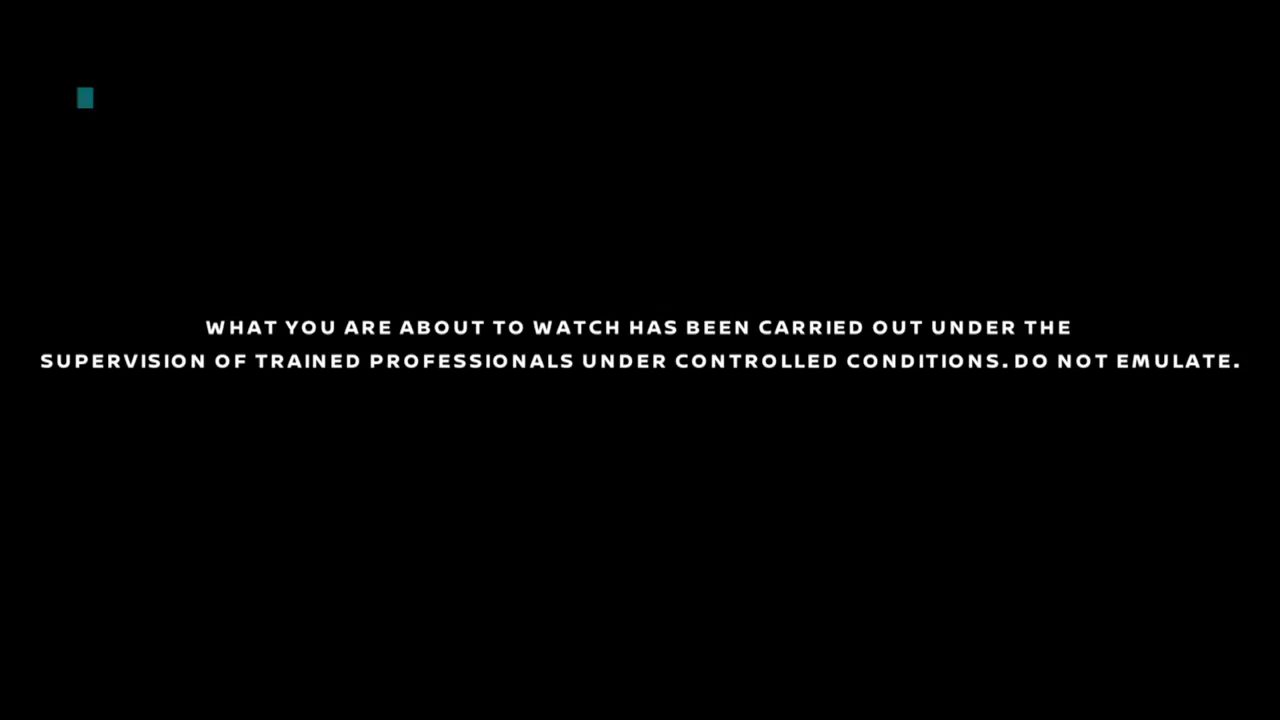 WHAT YOU ARE ABOUT TO WATCH HAS BEEN CARRIED OUT UNDER THE
SUPERVISION OF TRAINED PROFESSIONALS UNDER CONTROLLED CONDITIONS. DO NOT EMULATE.